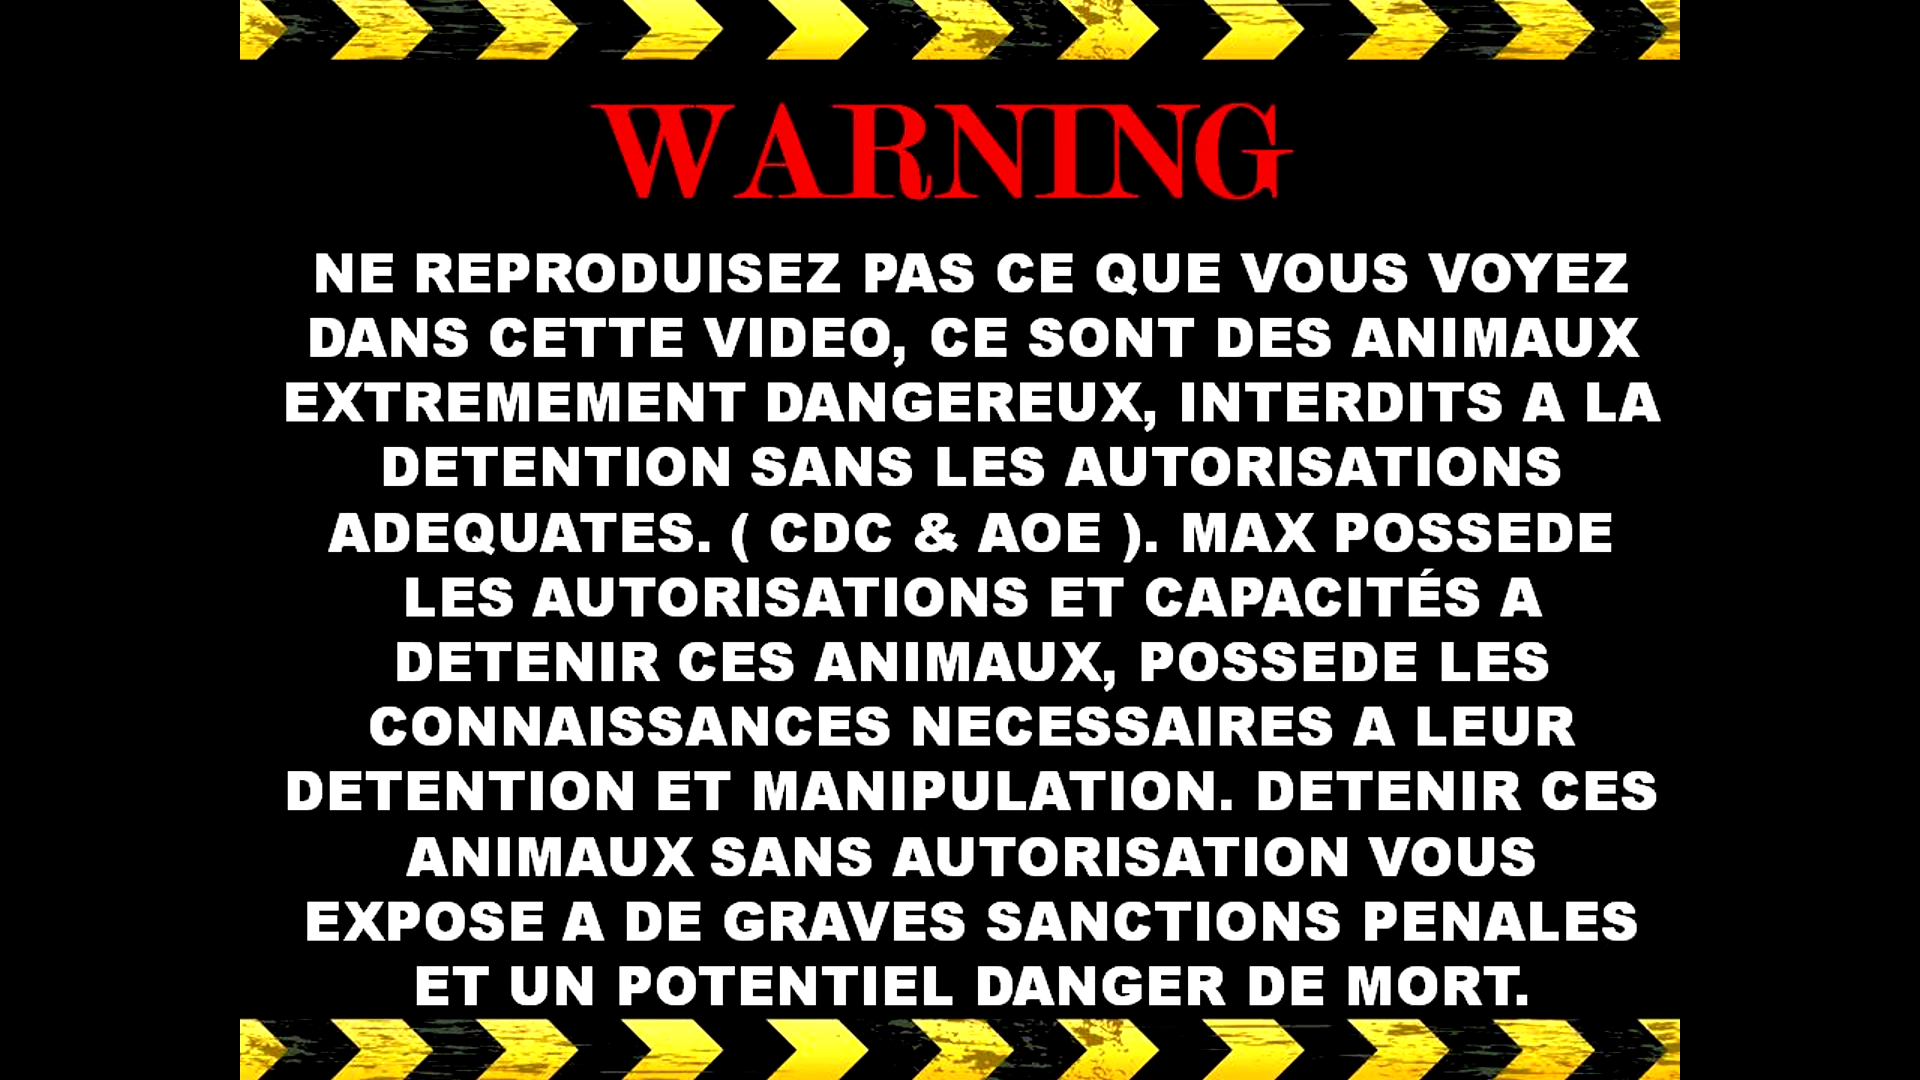 WARNING
NE REPRODUISEZ PAS CE QUE VOUS VOYEZ
DANS CETTE VIDEO, CE SONT DES ANIMAUX
EXTREMEMENT DANGEREUX, INTERDITS A LA
DETENTION SANS LES AUTORISATIONS
ADEQUATES. ( CDC & AOE ). MAX POSSEDE
LES AUTORISATIONS ET CAPACITÉS A
DETENIR CES ANIMAUX, POSSEDE LES
CONNAISSANCES NECESSAIRES A LEUR
DETENTION ET MANIPULATION. DETENIR CES
ANIMAUX SANS AUTORISATION VOUS
EXPOSE A DE GRAVES SANCTIONS PENALES
ET UN POTENTIEL DANGER DE MORT.